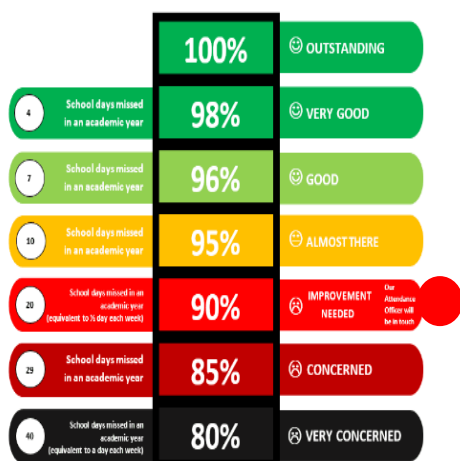 100%
OUTSTANDING
4
School days missed
in an academic year
98%
VERY GOOD
7
School days missed
in an academic year
96%
GOOD
10
School days missed
in an academic year
95%
ALMOST THERE
20
School days missed in an
academic year
(equivalent to ½ day each week)
90%
IMPROVEMENT
NEEDED
Our
Attendance
Officer will
be in touch
29
School days missed
in an academic year
85%
CONCERNED
40
School days missed in an
academic year
(equivalent to a day each week)
80%
VERY CONCERNED